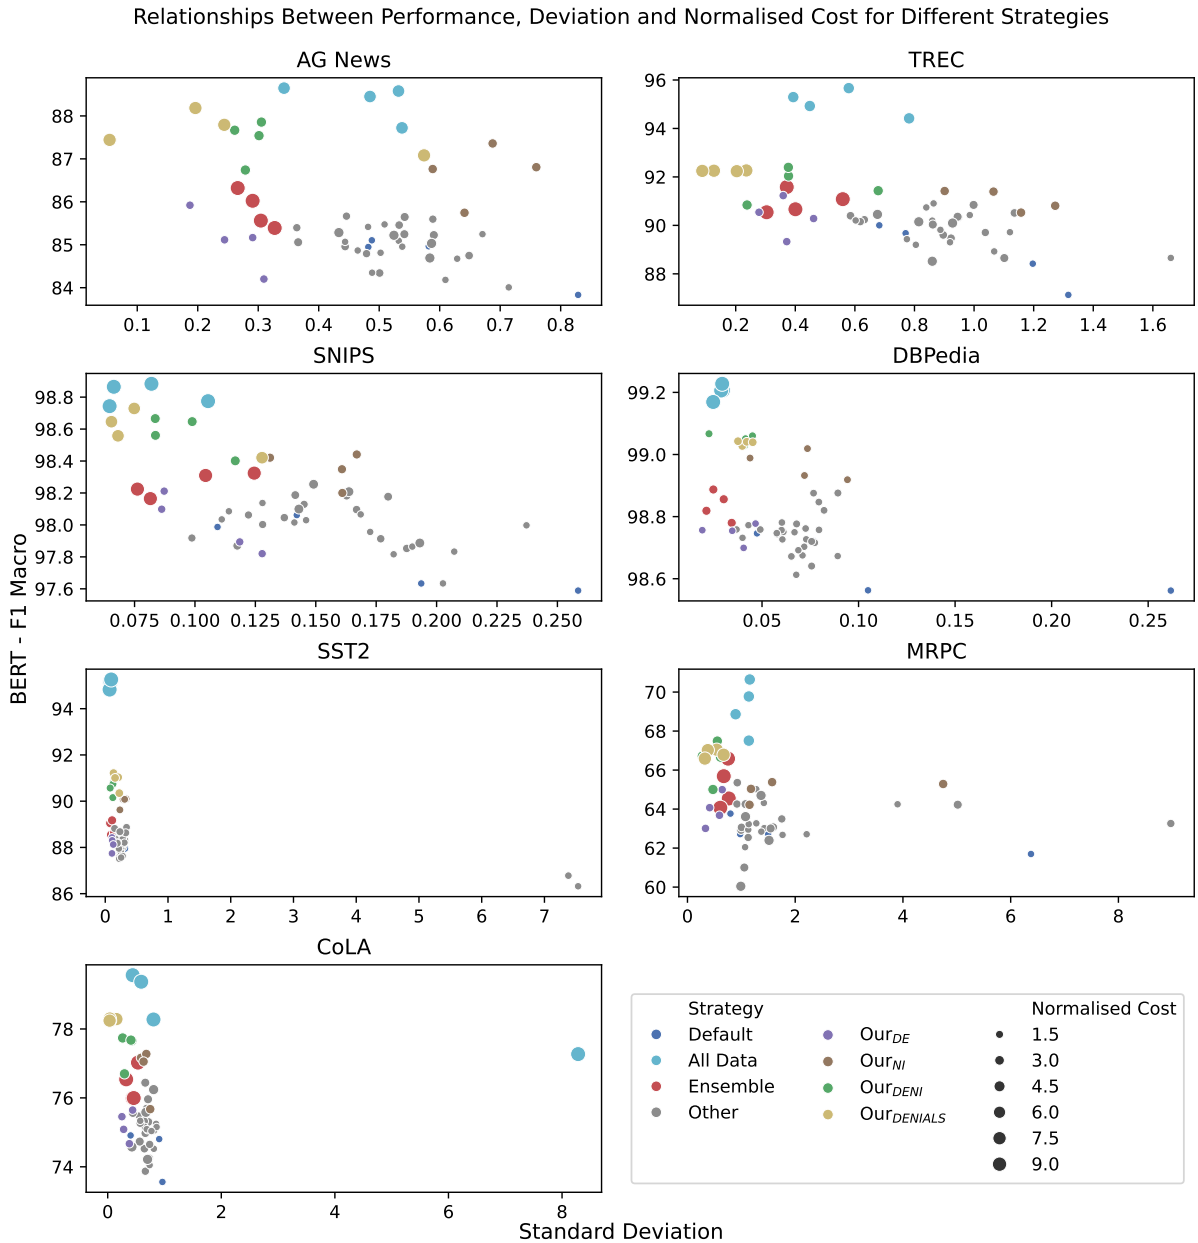 Relationships Between Performance, Deviation and Normalised Cost for Different Strategies
AG News
88
87
86
85
84
0.1 0.2 0.3 0.4 0.5 0.6 0.7 0.8
TREC
96
94
92
90
88
0.2 0.4 0.6 0.8 1.0 1.2 1.4 1.6
SNIPS
98.8
98.6
98.4
98.2
98.0
97.8
97.6
0.075 0.100 0.125 0.150 0.175 0.200 0.225 0.250
DBPedia
99.2
99.0
98.8
98.6
0.05 0.10 0.15 0.20 0.25
BERT - F1 Macro
SST2
94
92
90
88
86
0 1 2 3 4 5 6 7
MRPC
70
68
66
64
62
60
0 2 4 6 8
CoLA
78
76
74
0 2 4 6 8
Strategy
Default
All Data
Ensemble
Other
Our_DE
Our_NI
Our_DENI
Our_DENIALS
Normalised Cost
1.5
3.0
4.5
6.0
7.5
9.0
Standard Deviation